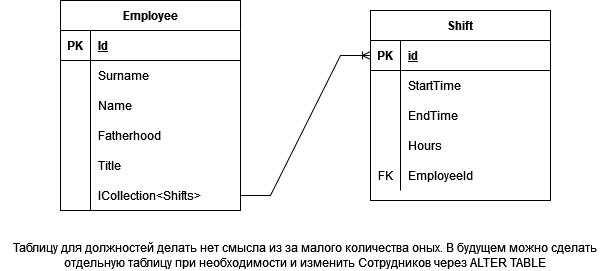 Employee
PK Id
Surname
Name
Fatherhood
Title
ICollection<Shifts>
Shift
PK id
StartTime
EndTime
Hours
FK EmployeeId
Таблицу для должностей делать нет смысла из за малого количества оных. В будущем можно сделать
отдельную таблицу при необходимости и изменить Сотрудников через ALTER TABLE